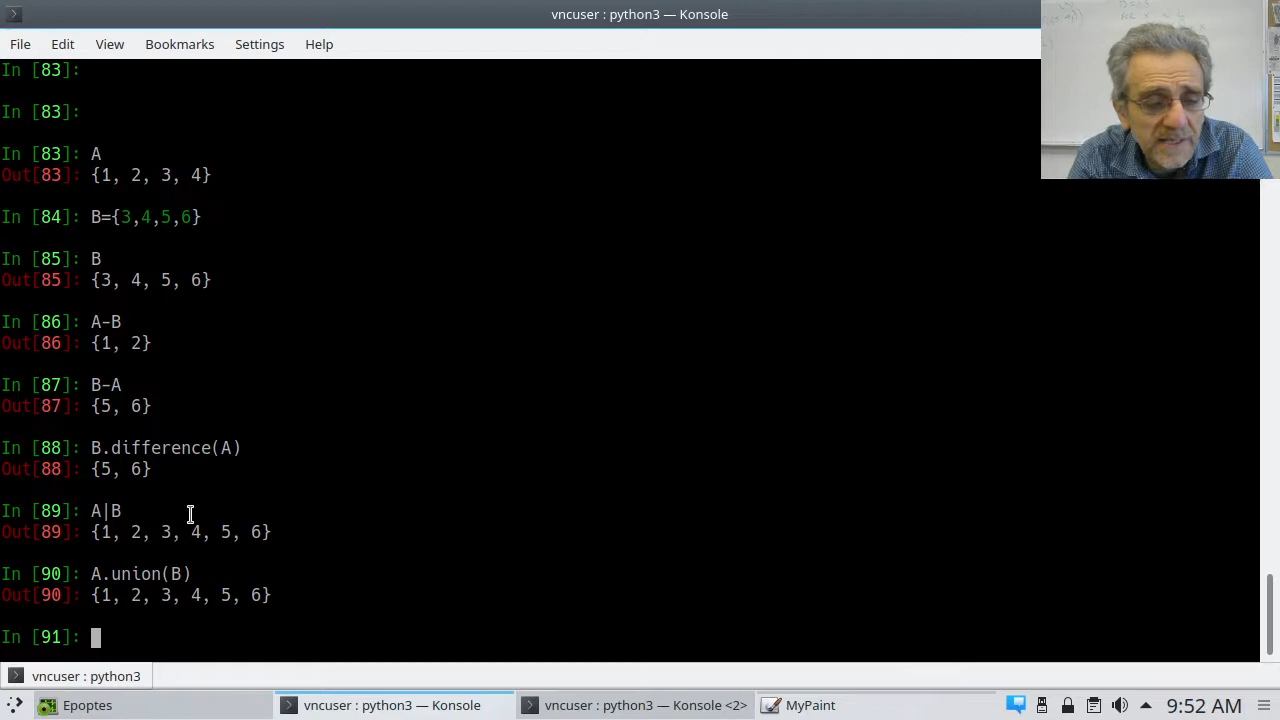 vncuser : python3 — Konsole
File Edit View Bookmarks Settings Help
In [83]:
In [83]:
In [83]: A
Out[83]: {1, 2, 3, 4}
In [84]: B={3,4,5,6}
In [85]: B
Out[85]: {3, 4, 5, 6}
In [86]: A-B
Out[86]: {1, 2}
In [87]: B-A
Out[87]: {5, 6}
In [88]: B.difference(A)
Out[88]: {5, 6}
In [89]: A|B
Out[89]: {1, 2, 3, 4, 5, 6}
In [90]: A.union(B)
Out[90]: {1, 2, 3, 4, 5, 6}
In [91]:
vncuser : python3
Epoptes vncuser : python3 — Konsole vncuser : python3 — Konsole <2> MyPaint 9:52 AM